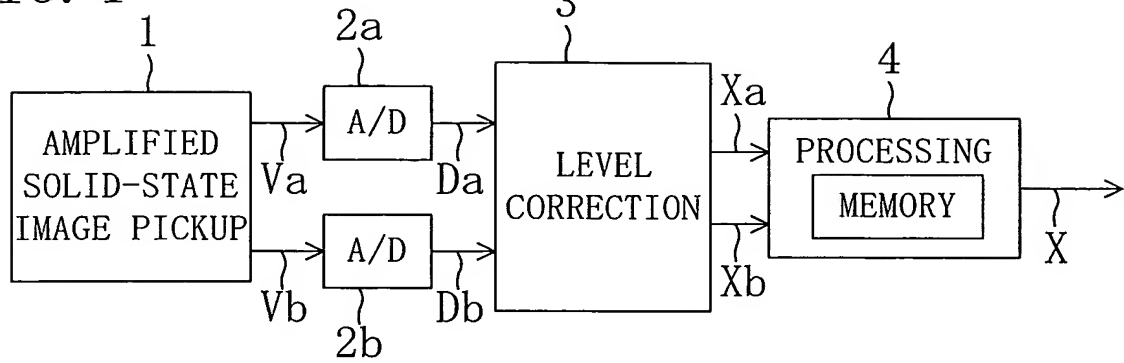 1
2a
3
4
AMPLIFIED
SOLID-STATE
IMAGE PICKUP
Va
Vb
A/D
A/D
2b
Da
Db
LEVEL
CORRECTION
Xa
Xb
PROCESSING
MEMORY
X